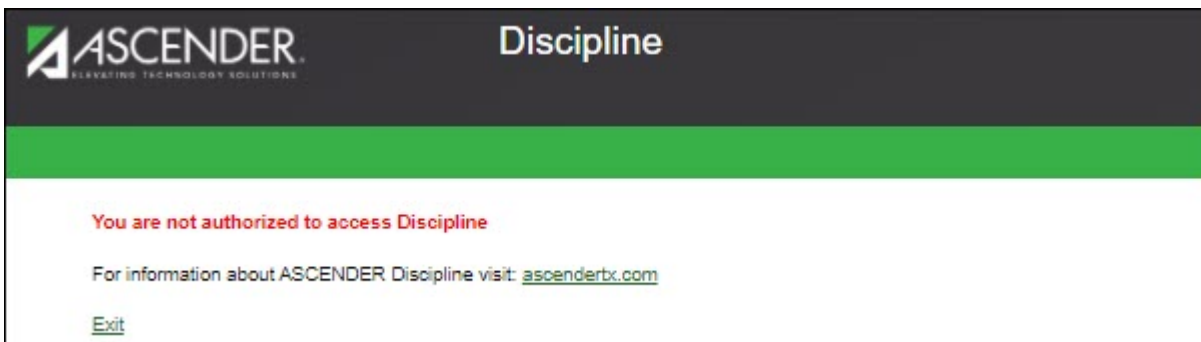 ASCENDER.
ELEVATING TECHNOLOGY SOLUTIONS
Discipline
You are not authorized to access Discipline
For information about ASCENDER Discipline visit: ascendertx.com
Exit